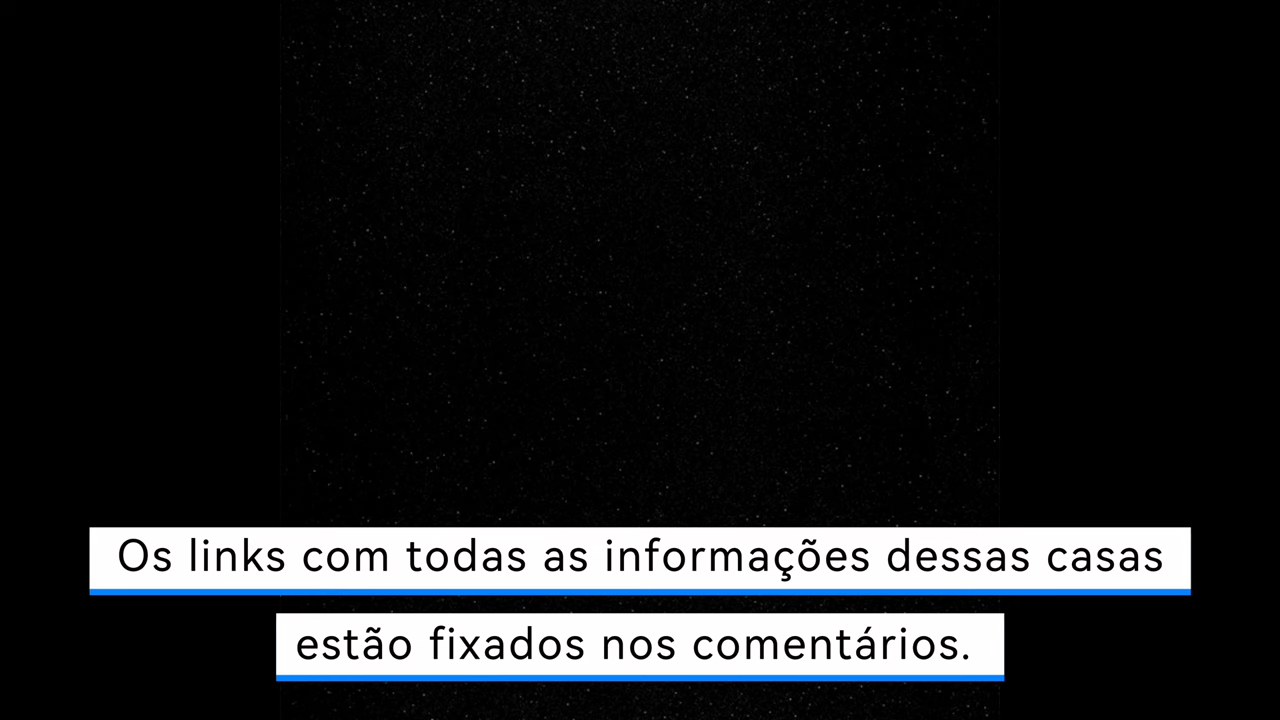 Os links com todas as informações dessas casas
estão fixados nos comentários.